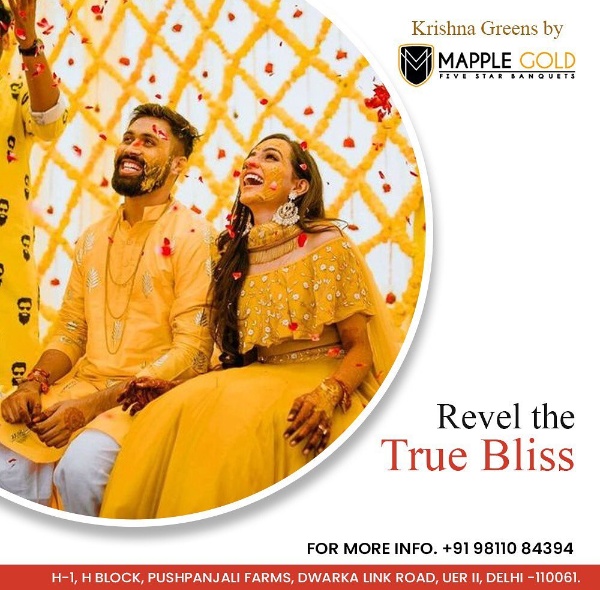 Krishna Greens by
MAPPLE GOLD
FIVE STAR BANQUETS
Revel the
True Bliss
FOR MORE INFO. +91 98110 84394
H-1, H BLOCK, PUSHPANJALI FARMS, DWARKA LINK ROAD, UER II, DELHI -110061.